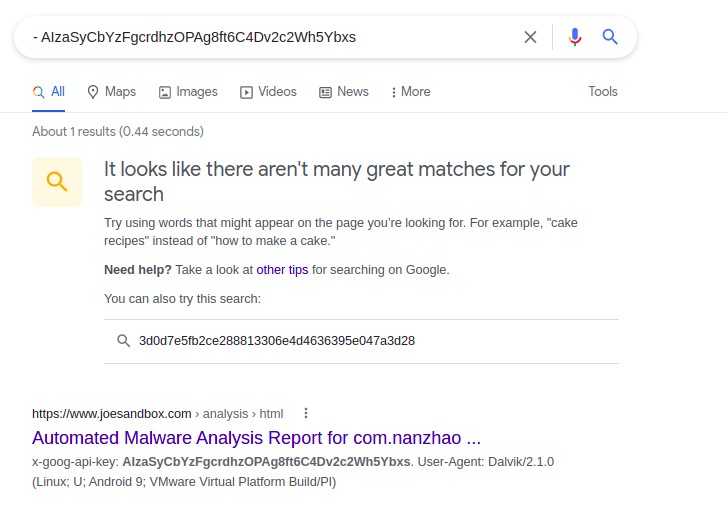 - AIzaSyCbYzFgcrdhzOPAg8ft6C4Dv2c2Wh5Ybxs
All Maps Images Videos News More Tools
About 1 results (0.44 seconds)
It looks like there aren't many great matches for your
search
Try using words that might appear on the page you're looking for. For example, "cake
recipes" instead of "how to make a cake."
Need help? Take a look at other tips for searching on Google.
You can also try this search:
3d0d7e5fb2ce288813306e4d4636395e047a3d28
https://www.joesandbox.com › analysis › html
Automated Malware Analysis Report for com.nanzhao ...
x-goog-api-key: AIzaSyCbYzFgcrdhzOPAg8ft6C4Dv2c2Wh5Ybxs. User-Agent: Dalvik/2.1.0
(Linux; U; Android 9; VMware Virtual Platform Build/PI)